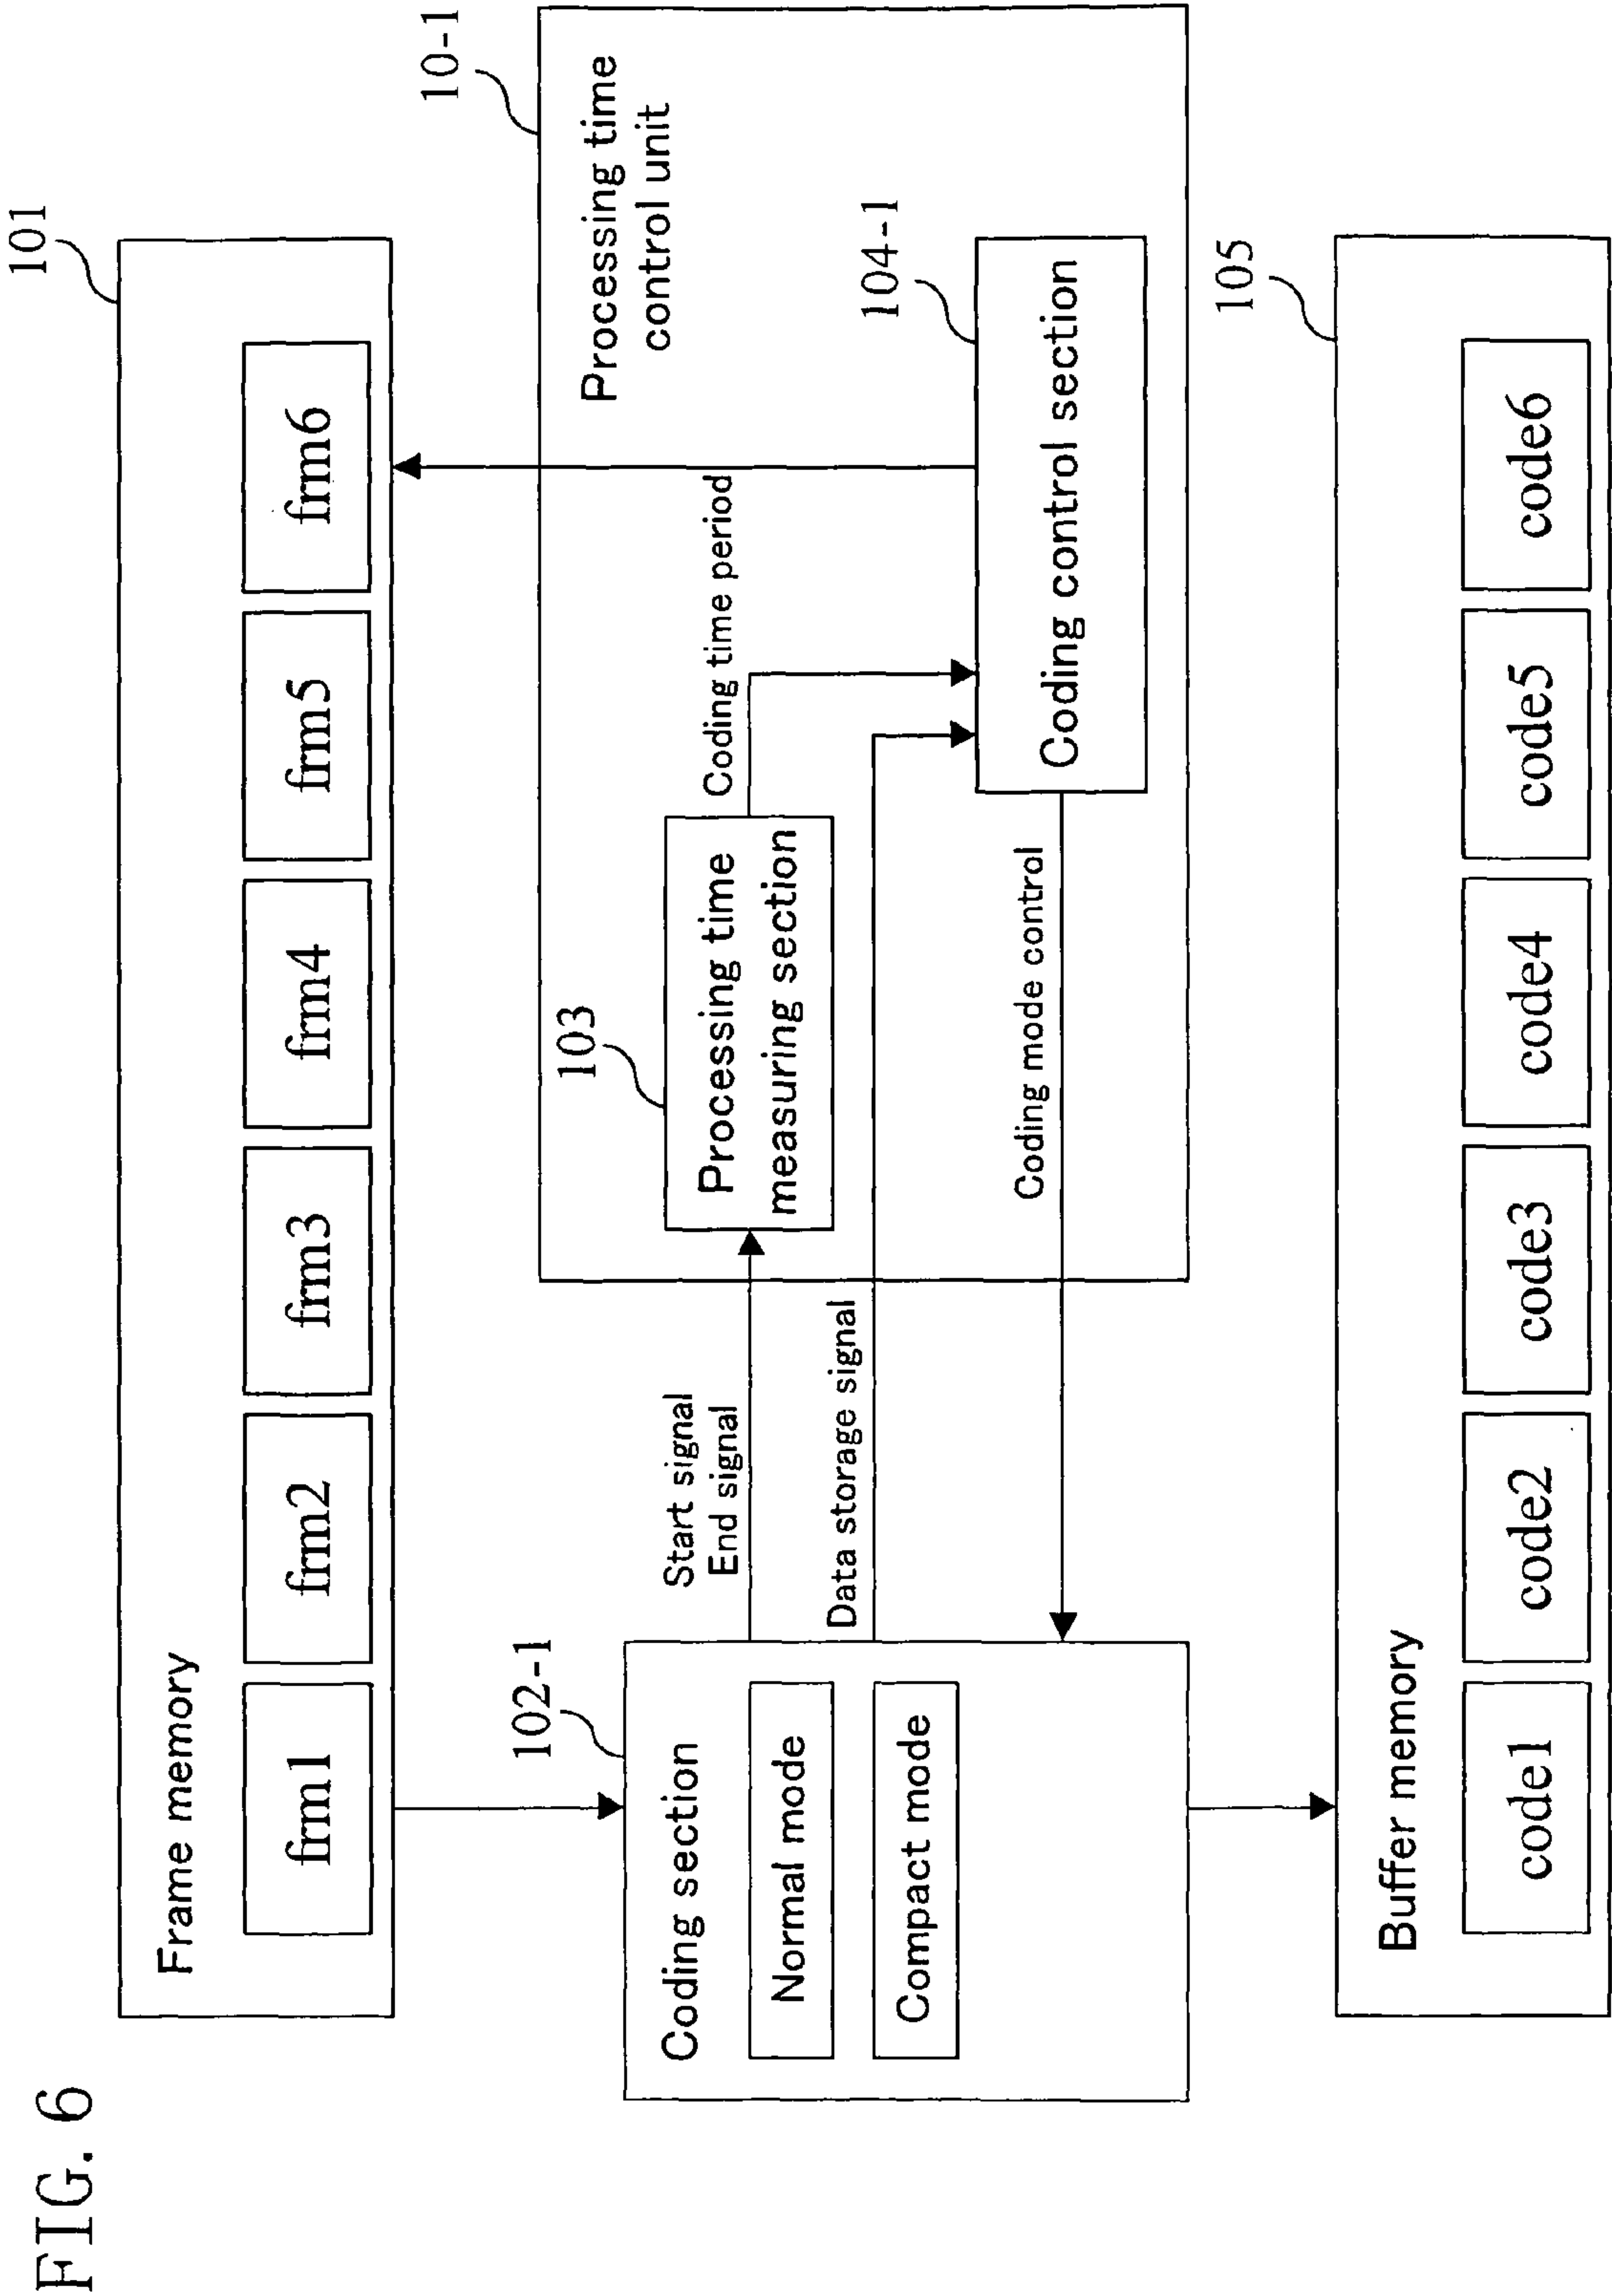 FIG. 6
101
Frame memory
frm1
frm2
frm3
frm4
frm5
frm6
10-1
Processing time
control unit
102-1
Coding section
Normal mode
Compact mode
Start signal
End signal
Data storage signal
103
Processing time
measuring section
Coding time period
104-1
Coding control section
Coding mode control
105
Buffer memory
code1
code2
code3
code4
code5
code6